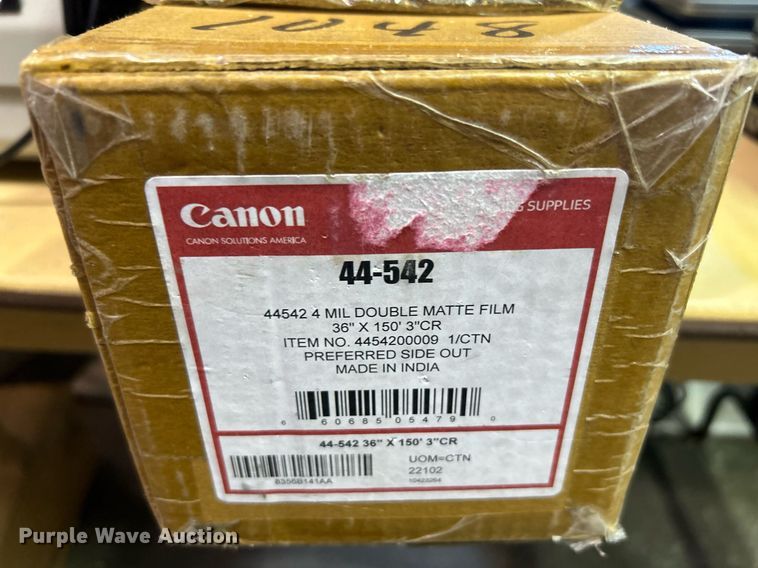 Canon
CANON SOLUTIONS AMERICA
SUPPLIES
44-542
44542 4 MIL DOUBLE MATTE FILM
36" X 150' 3"CR
ITEM NO. 4454200009 1/CTN
PREFERRED SIDE OUT
MADE IN INDIA
6 60685 05479 0
44-542 36" X 150' 3"CR
UOM=CTN
8356B141AA
22102
10423264
Purple Wave Auction